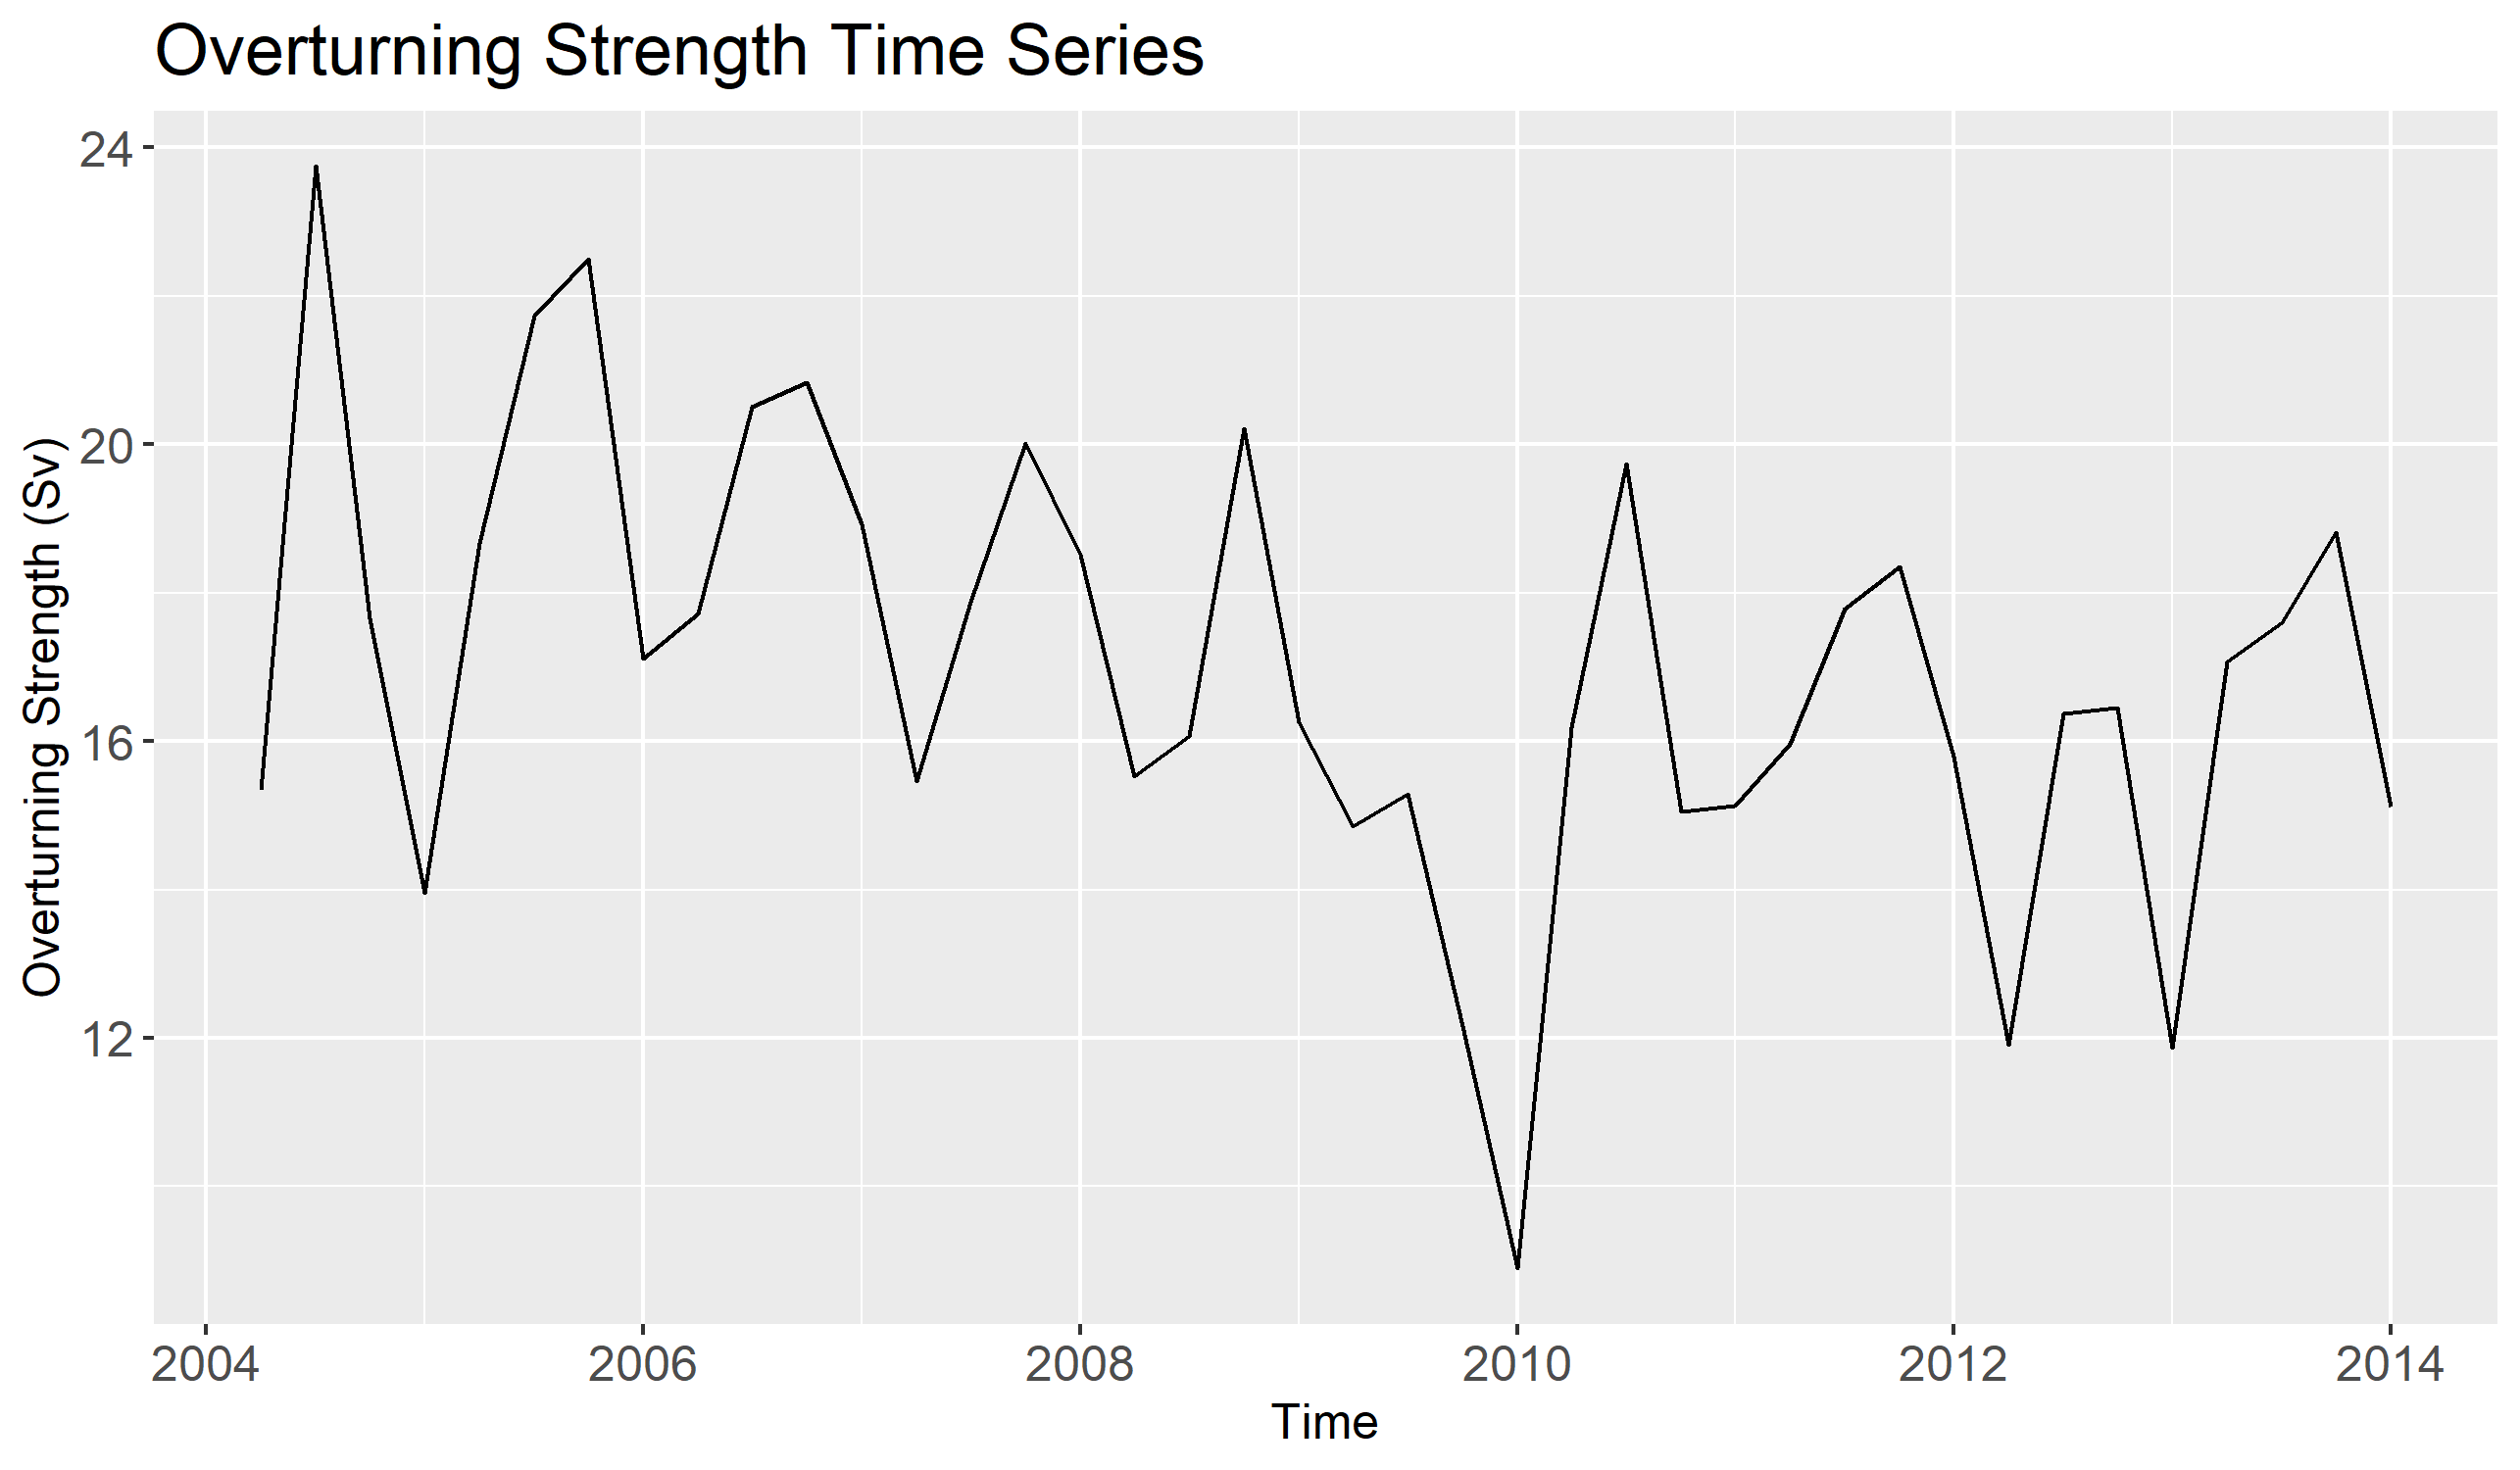 Overturning Strength Time Series
Overturning Strength (Sv)
24
20
16
12
2004 2006 2008 2010 2012 2014
Time